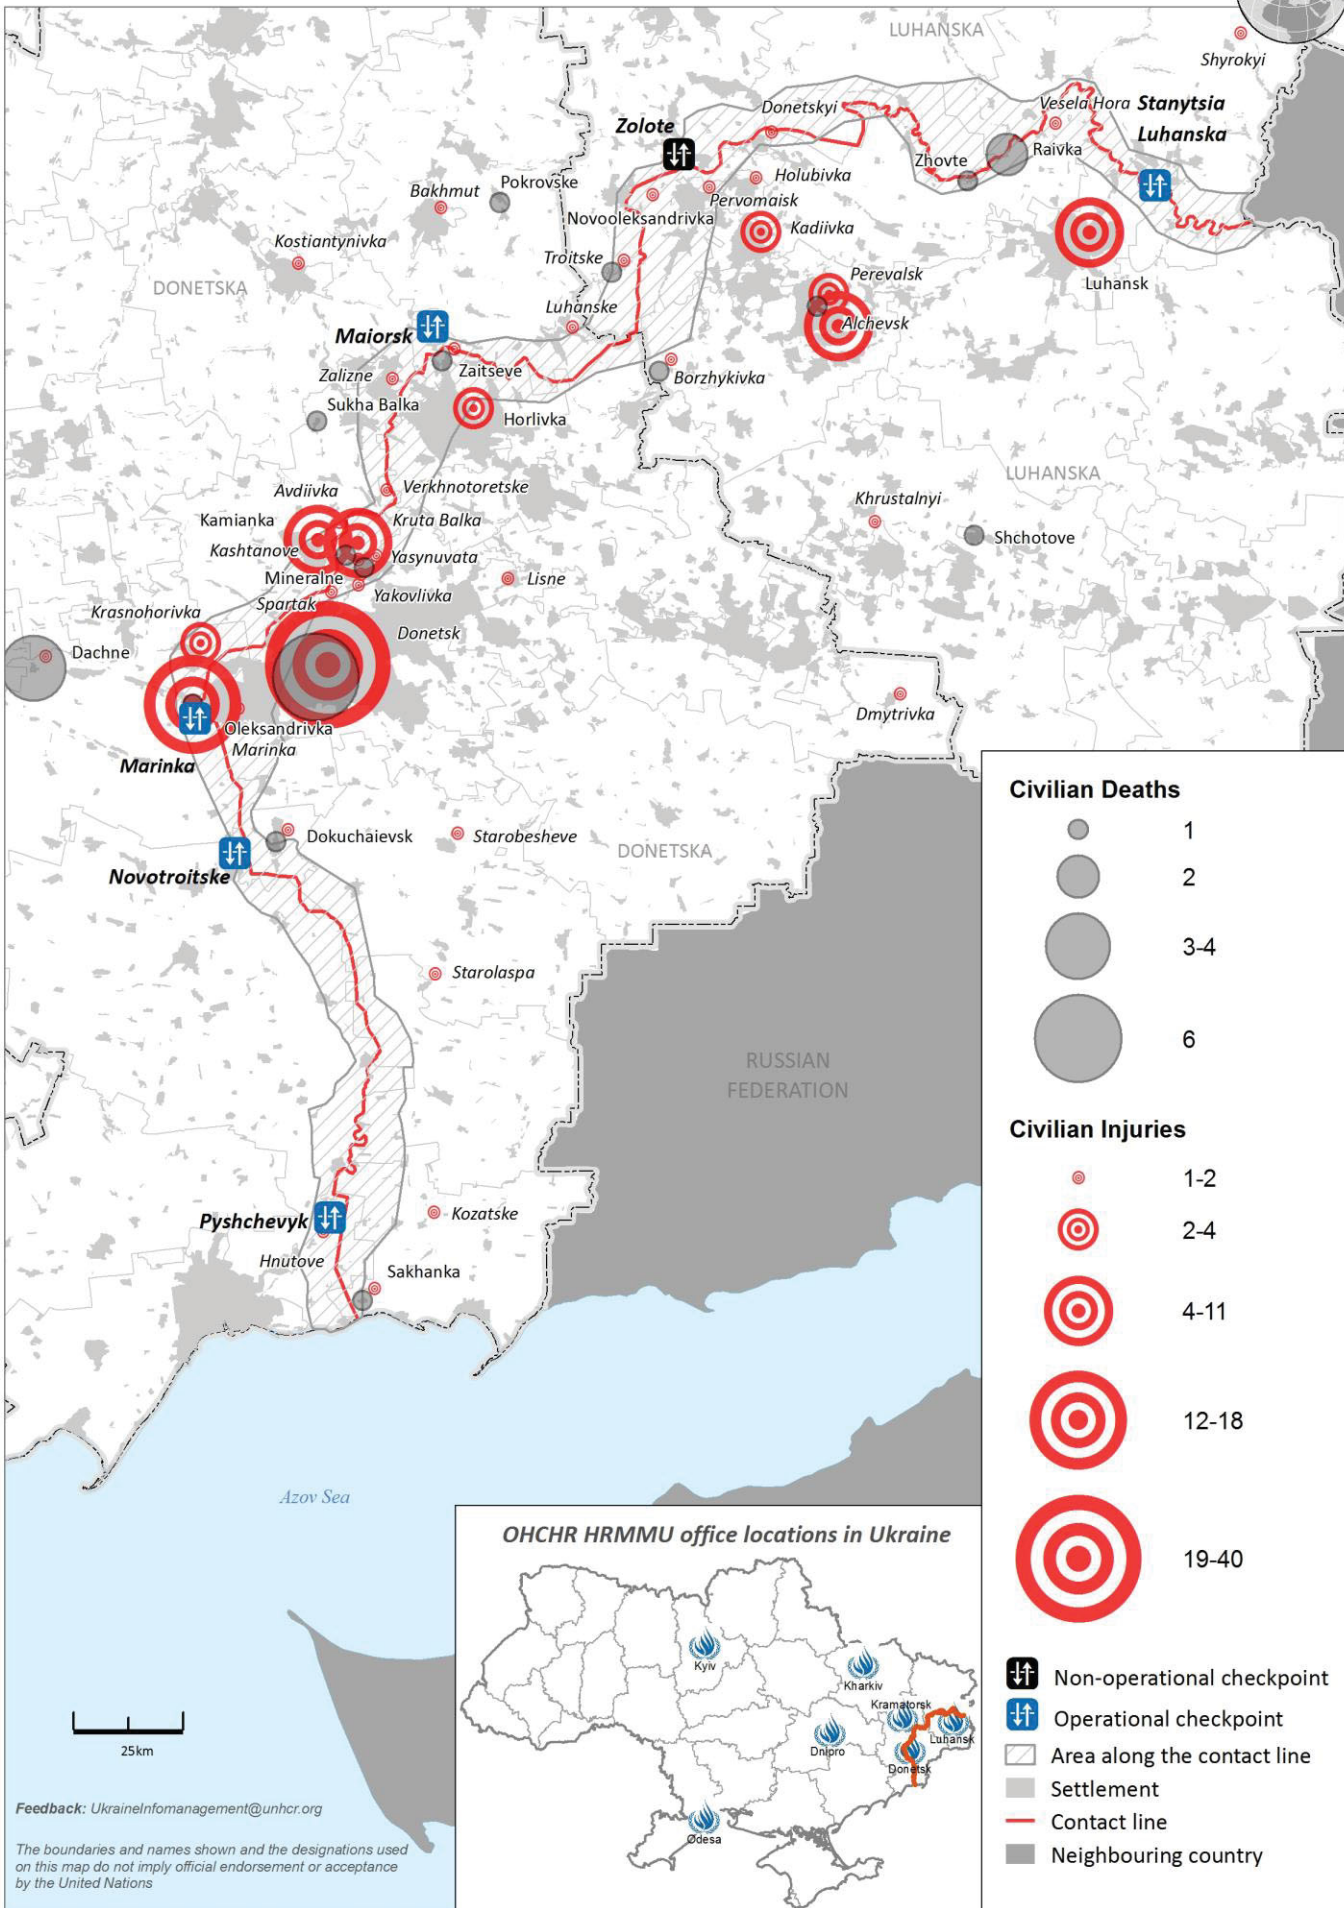 LUHANSKA
Shyrokyi
Donetskyi
Vesela Hora
Stanytsia
Luhanska
Zolote
Zhovte
Raivka
Holubivka
Bakhmut
Pokrovske
Pervomaisk
Novooleksandrivka
Kadiivka
Kostiantynivka
Troitske
Perevalsk
DONETSKA
Luhansk
Luhanske
Alchevsk
Maiorsk
Zaitseve
Zalizne
Borzhykivka
Sukha Balka
Horlivka
LUHANSKA
Avdiivka
Verkhnotoretske
Khrustalnyi
Kamianka
Kruta Balka
Shchotove
Kashtanove
Yasynuvata
Mineralne
Lisne
Spartak
Yakovlivka
Krasnohorivka
Donetsk
Dachne
Dmytrivka
Oleksandrivka
Marinka
Marinka
Dokuchaievsk
Starobesheve
DONETSKA
Novotroitske
Starolaspa
RUSSIAN
FEDERATION
Pyshchevyk
Kozatske
Hnutove
Sakhanka
Azov Sea
Civilian Deaths
1
2
3-4
6
Civilian Injuries
1-2
2-4
4-11
12-18
19-40
Non-operational checkpoint
Operational checkpoint
Area along the contact line
Settlement
Contact line
Neighbouring country
OHCHR HRMMU office locations in Ukraine
Kyiv
Kharkiv
Kramatorsk
Luhansk
Dnipro
Donetsk
Odesa
25km
Feedback: UkraineInfomanagement@unhcr.org
The boundaries and names shown and the designations used
on this map do not imply official endorsement or acceptance
by the United Nations